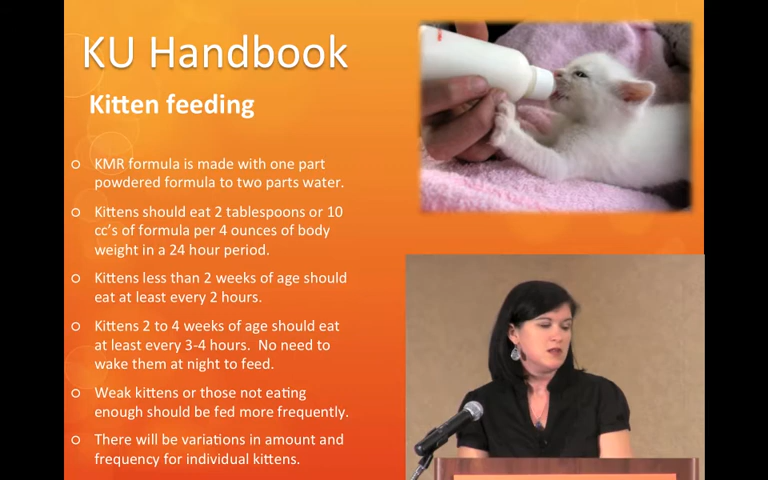 KU Handbook
Kitten feeding
KMR formula is made with one part
powdered formula to two parts water.
Kittens should eat 2 tablespoons or 10
cc's of formula per 4 ounces of body
weight in a 24 hour period.
Kittens less than 2 weeks of age should
eat at least every 2 hours.
Kittens 2 to 4 weeks of age should eat
at least every 3-4 hours.  No need to
wake them at night to feed.
Weak kittens or those not eating
enough should be fed more frequently.
There will be variations in amount and
frequency for individual kittens.